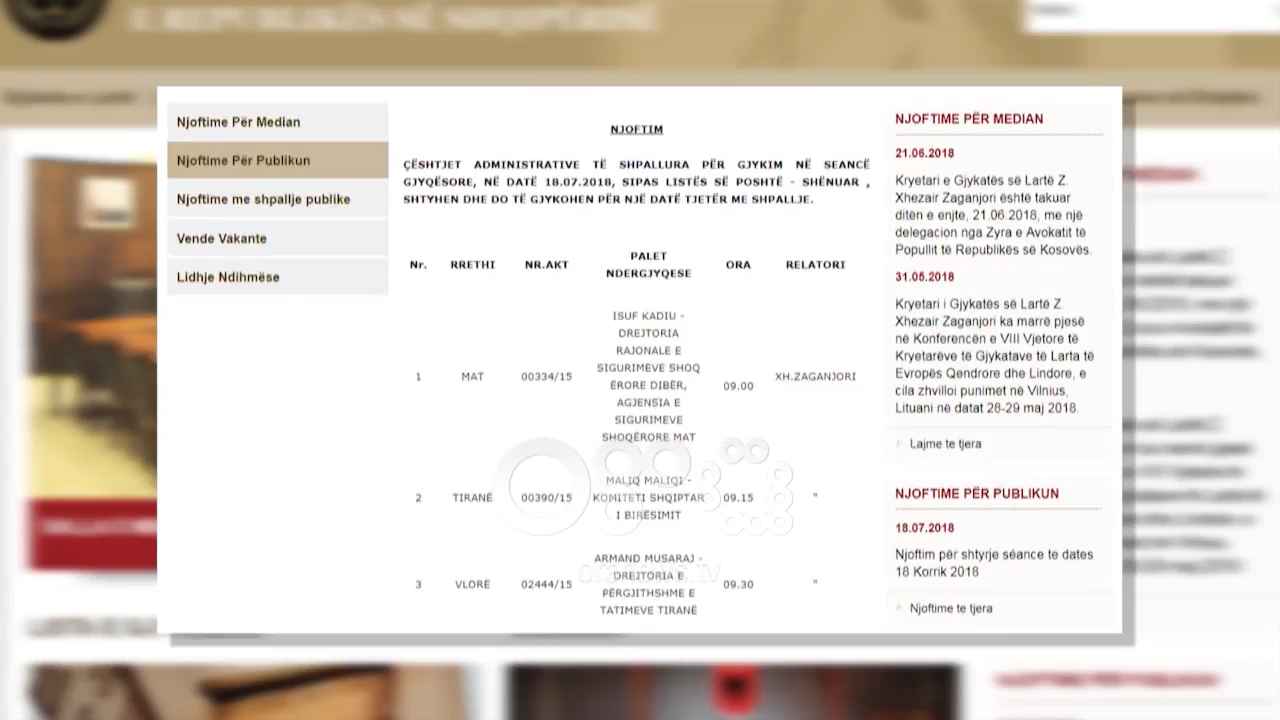 E REPUBLIKËS SË SHQIPËRISË
Njoftime Për Median
Njoftime Për Publikun
Njoftime me shpallje publike
Vende Vakante
Lidhje Ndihmëse
NJOFTIM
ÇËSHTJET ADMINISTRATIVE TË SHPALLURA PËR GJYKIM NË SEANCË
GJYQËSORE, NË DATË 18.07.2018, SIPAS LISTËS SË POSHTË - SHËNUAR ,
SHTYHEN DHE DO TË GJYKOHEN PËR NJË DATË TJETËR ME SHPALLJE.
Nr. RRETHI NR.AKT PALET NDERGJYQESE ORA RELATORI
ISUF KADIU -
DREJTORIA
RAJONALE E
SIGURIMEVE SHOQ
1 MAT 00334/15 ËRORE DIBËR, 09.00 XH.ZAGANJORI
AGJENSIA E
SIGURIMEVE
SHOQËRORE MAT
MALIQ MALIQI -
2 TIRANË 00390/15 KOMITETI SHQIPTAR 09.15 "
I BIRËSIMIT
ARMAND MUSARAJ -
3 VLORË 02444/15 DREJTORIA E 09.30 "
PËRGJITHSHME E
TATIMEVE TIRANË
NJOFTIME PËR MEDIAN
21.06.2018
Kryetari e Gjykatës së Lartë Z.
Xhezair Zaganjori është takuar
ditën e enjte, 21.06.2018, me një
delegacion nga Zyra e Avokatit të
Popullit të Republikës së Kosovës.
31.05.2018
Kryetari i Gjykatës së Lartë Z.
Xhezair Zaganjori ka marrë pjesë
në Konferencën e VIII Vjetore të
Kryetarëve të Gjykatave të Larta të
Evropës Qendrore dhe Lindore, e
cila zhvilloi punimet në Vilnius,
Lituani në datat 28-29 maj 2018.
Lajme te tjera
NJOFTIME PËR PUBLIKUN
18.07.2018
Njoftim për shtyrje séance te dates
18 Korrik 2018
Njoftime te tjera